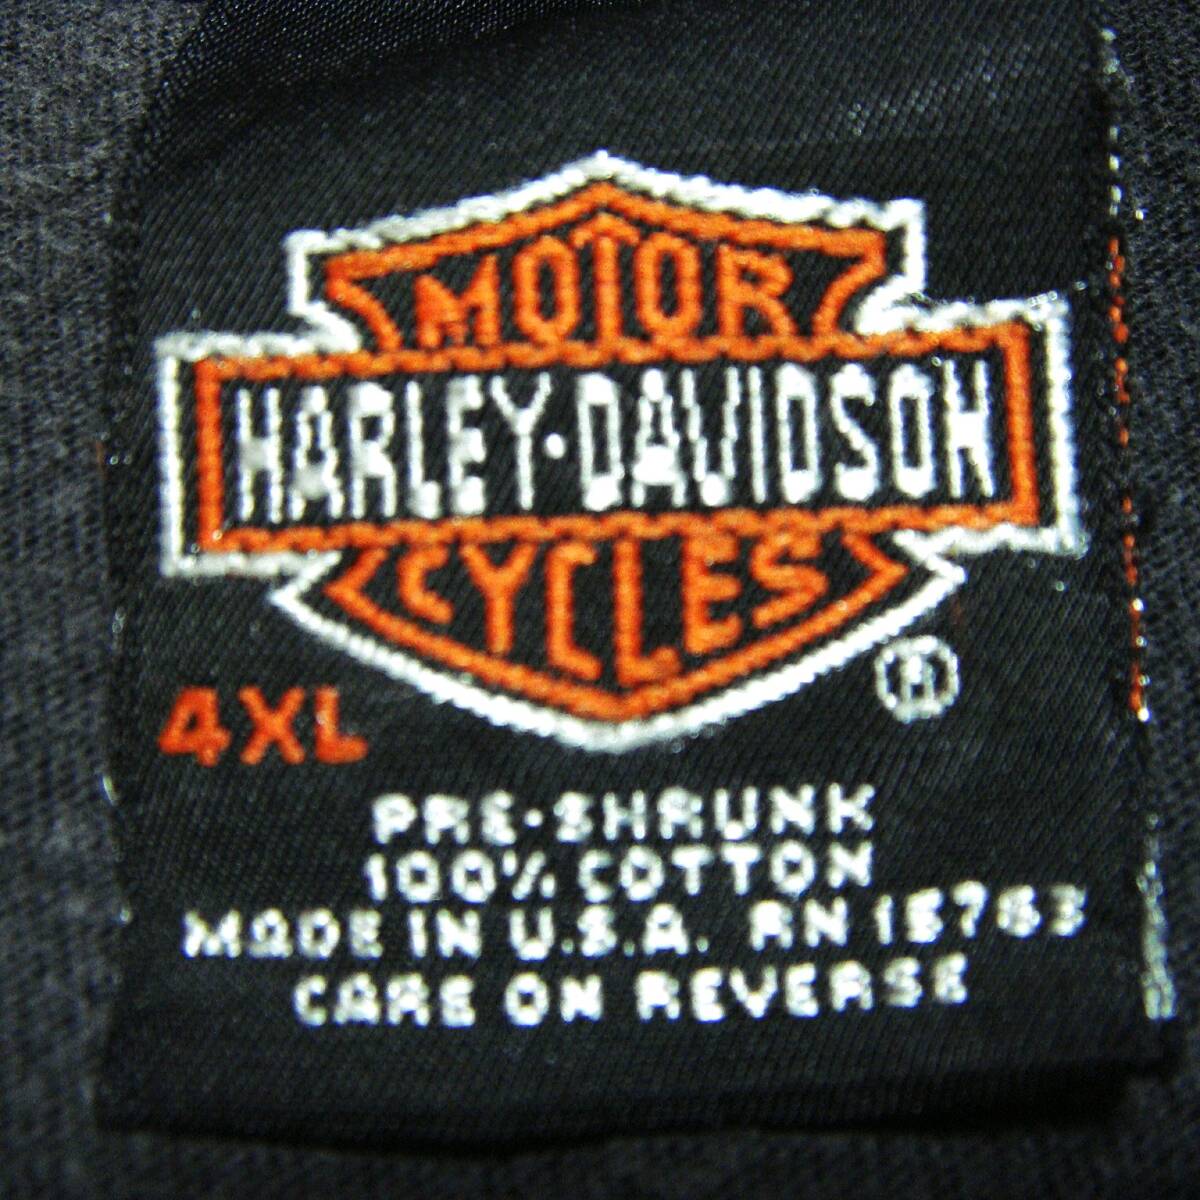 MOTOR
HARLEY-DAVIDSON
CYCLES
®
4XL
PRE-SHRUNK
100% COTTON
MADE IN U.S.A. RN 15763
CARE ON REVERSE